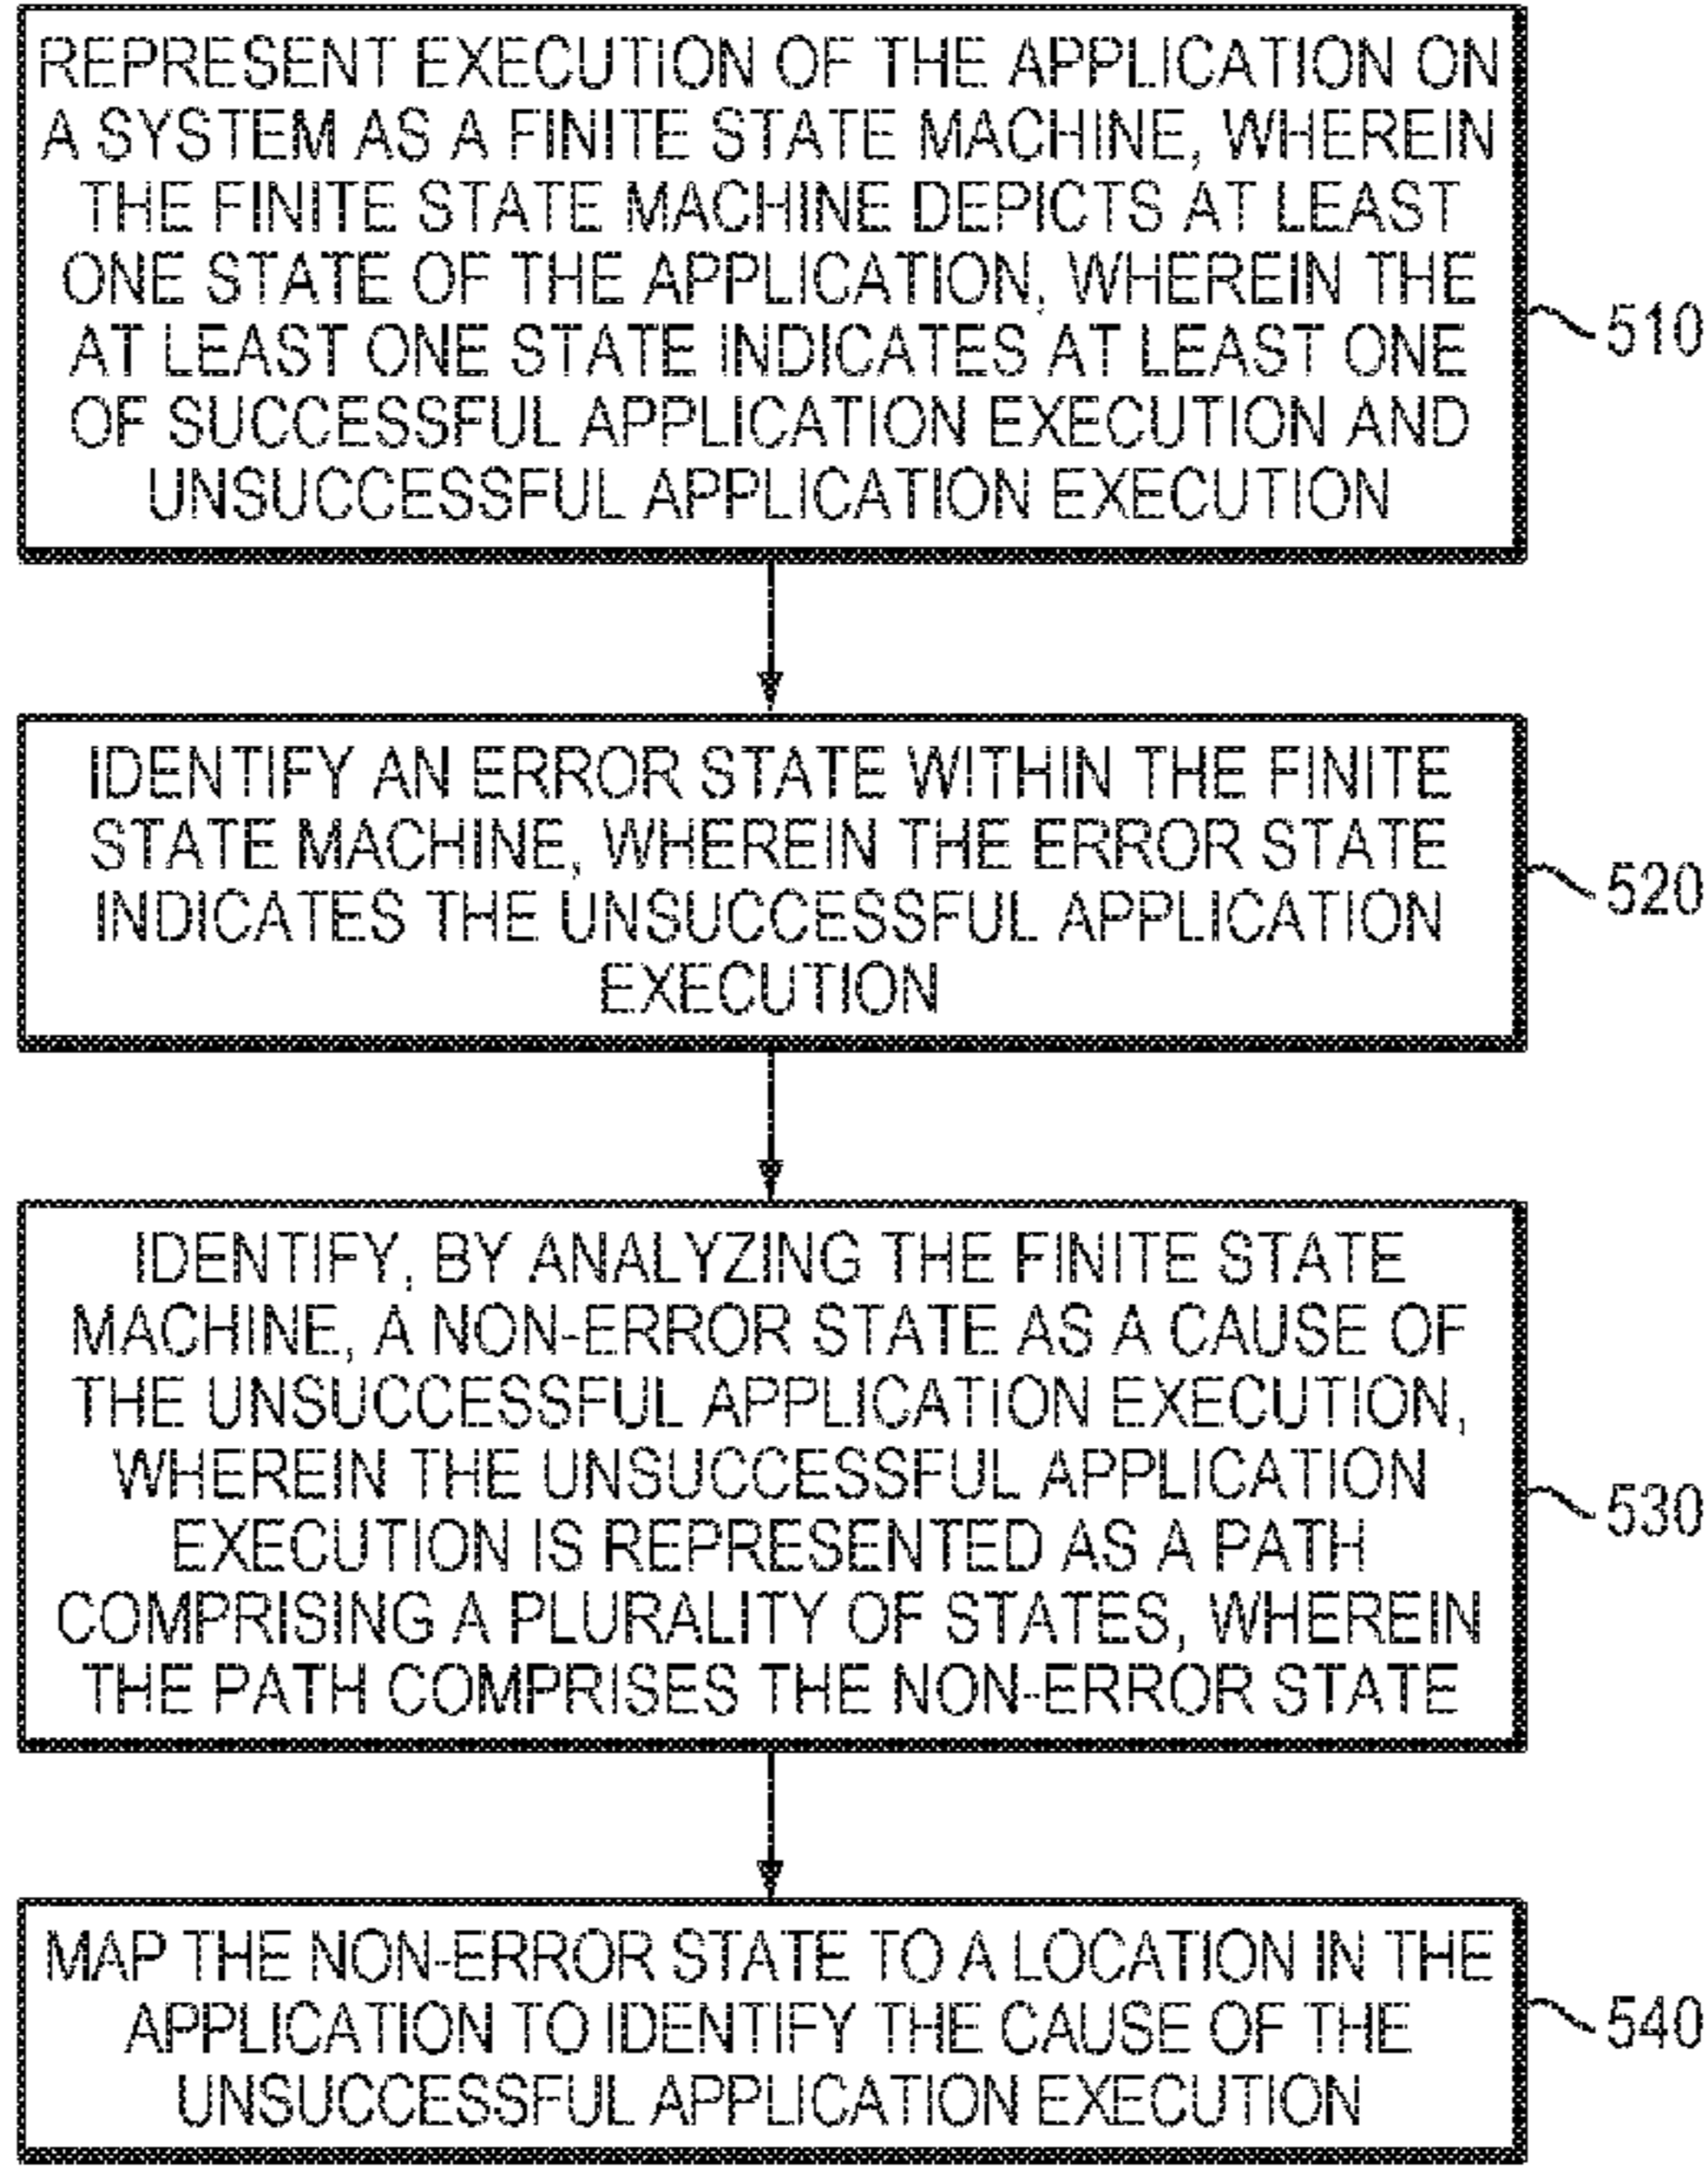 REPRESENT EXECUTION OF THE APPLICATION ON
A SYSTEM AS A FINITE STATE MACHINE, WHEREIN
THE FINITE STATE MACHINE DEPICTS AT LEAST
ONE STATE OF THE APPLICATION, WHEREIN THE
AT LEAST ONE STATE INDICATES AT LEAST ONE
OF SUCCESSFUL APPLICATION EXECUTION AND
UNSUCCESSFUL APPLICATION EXECUTION
510
IDENTIFY AN ERROR STATE WITHIN THE FINITE
STATE MACHINE, WHEREIN THE ERROR STATE
INDICATES THE UNSUCCESSFUL APPLICATION
EXECUTION
520
IDENTIFY, BY ANALYZING THE FINITE STATE
MACHINE, A NON-ERROR STATE AS A CAUSE OF
THE UNSUCCESSFUL APPLICATION EXECUTION,
WHEREIN THE UNSUCCESSFUL APPLICATION
EXECUTION IS REPRESENTED AS A PATH
COMPRISING A PLURALITY OF STATES, WHEREIN
THE PATH COMPRISES THE NON-ERROR STATE
530
MAP THE NON-ERROR STATE TO A LOCATION IN THE
APPLICATION TO IDENTIFY THE CAUSE OF THE
UNSUCCESSFUL APPLICATION EXECUTION
540